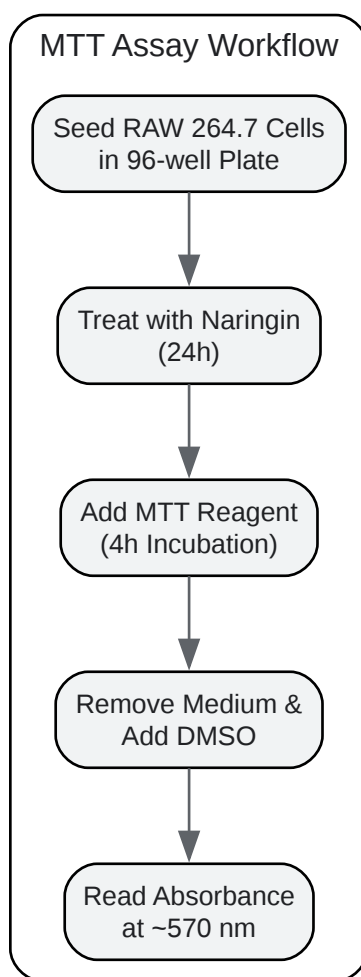 MTT Assay Workflow
Seed RAW 264.7 Cells
in 96-well Plate
Treat with Naringin
(24h)
Add MTT Reagent
(4h Incubation)
Remove Medium &
Add DMSO
Read Absorbance
at ~570 nm